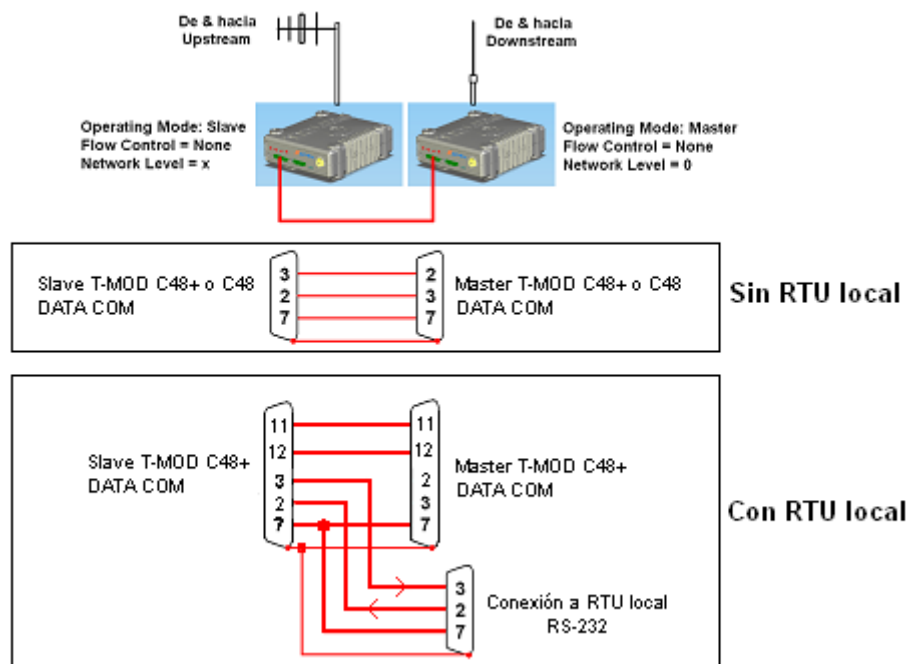 De & hacia
Upstream
De & hacia
Downstream
Operating Mode: Slave
Flow Control = None
Network Level = x
Operating Mode: Master
Flow Control = None
Network Level = 0
Slave T-MOD C48+ o C48
DATA COM
3
2
7
2
3
7
Master T-MOD C48+ o C48
DATA COM
Sin RTU local
Slave T-MOD C48+
DATA COM
11
12
3
2
7
11
12
2
3
7
Master T-MOD C48+
DATA COM
Con RTU local
3
2
7
Conexión a RTU local
RS-232